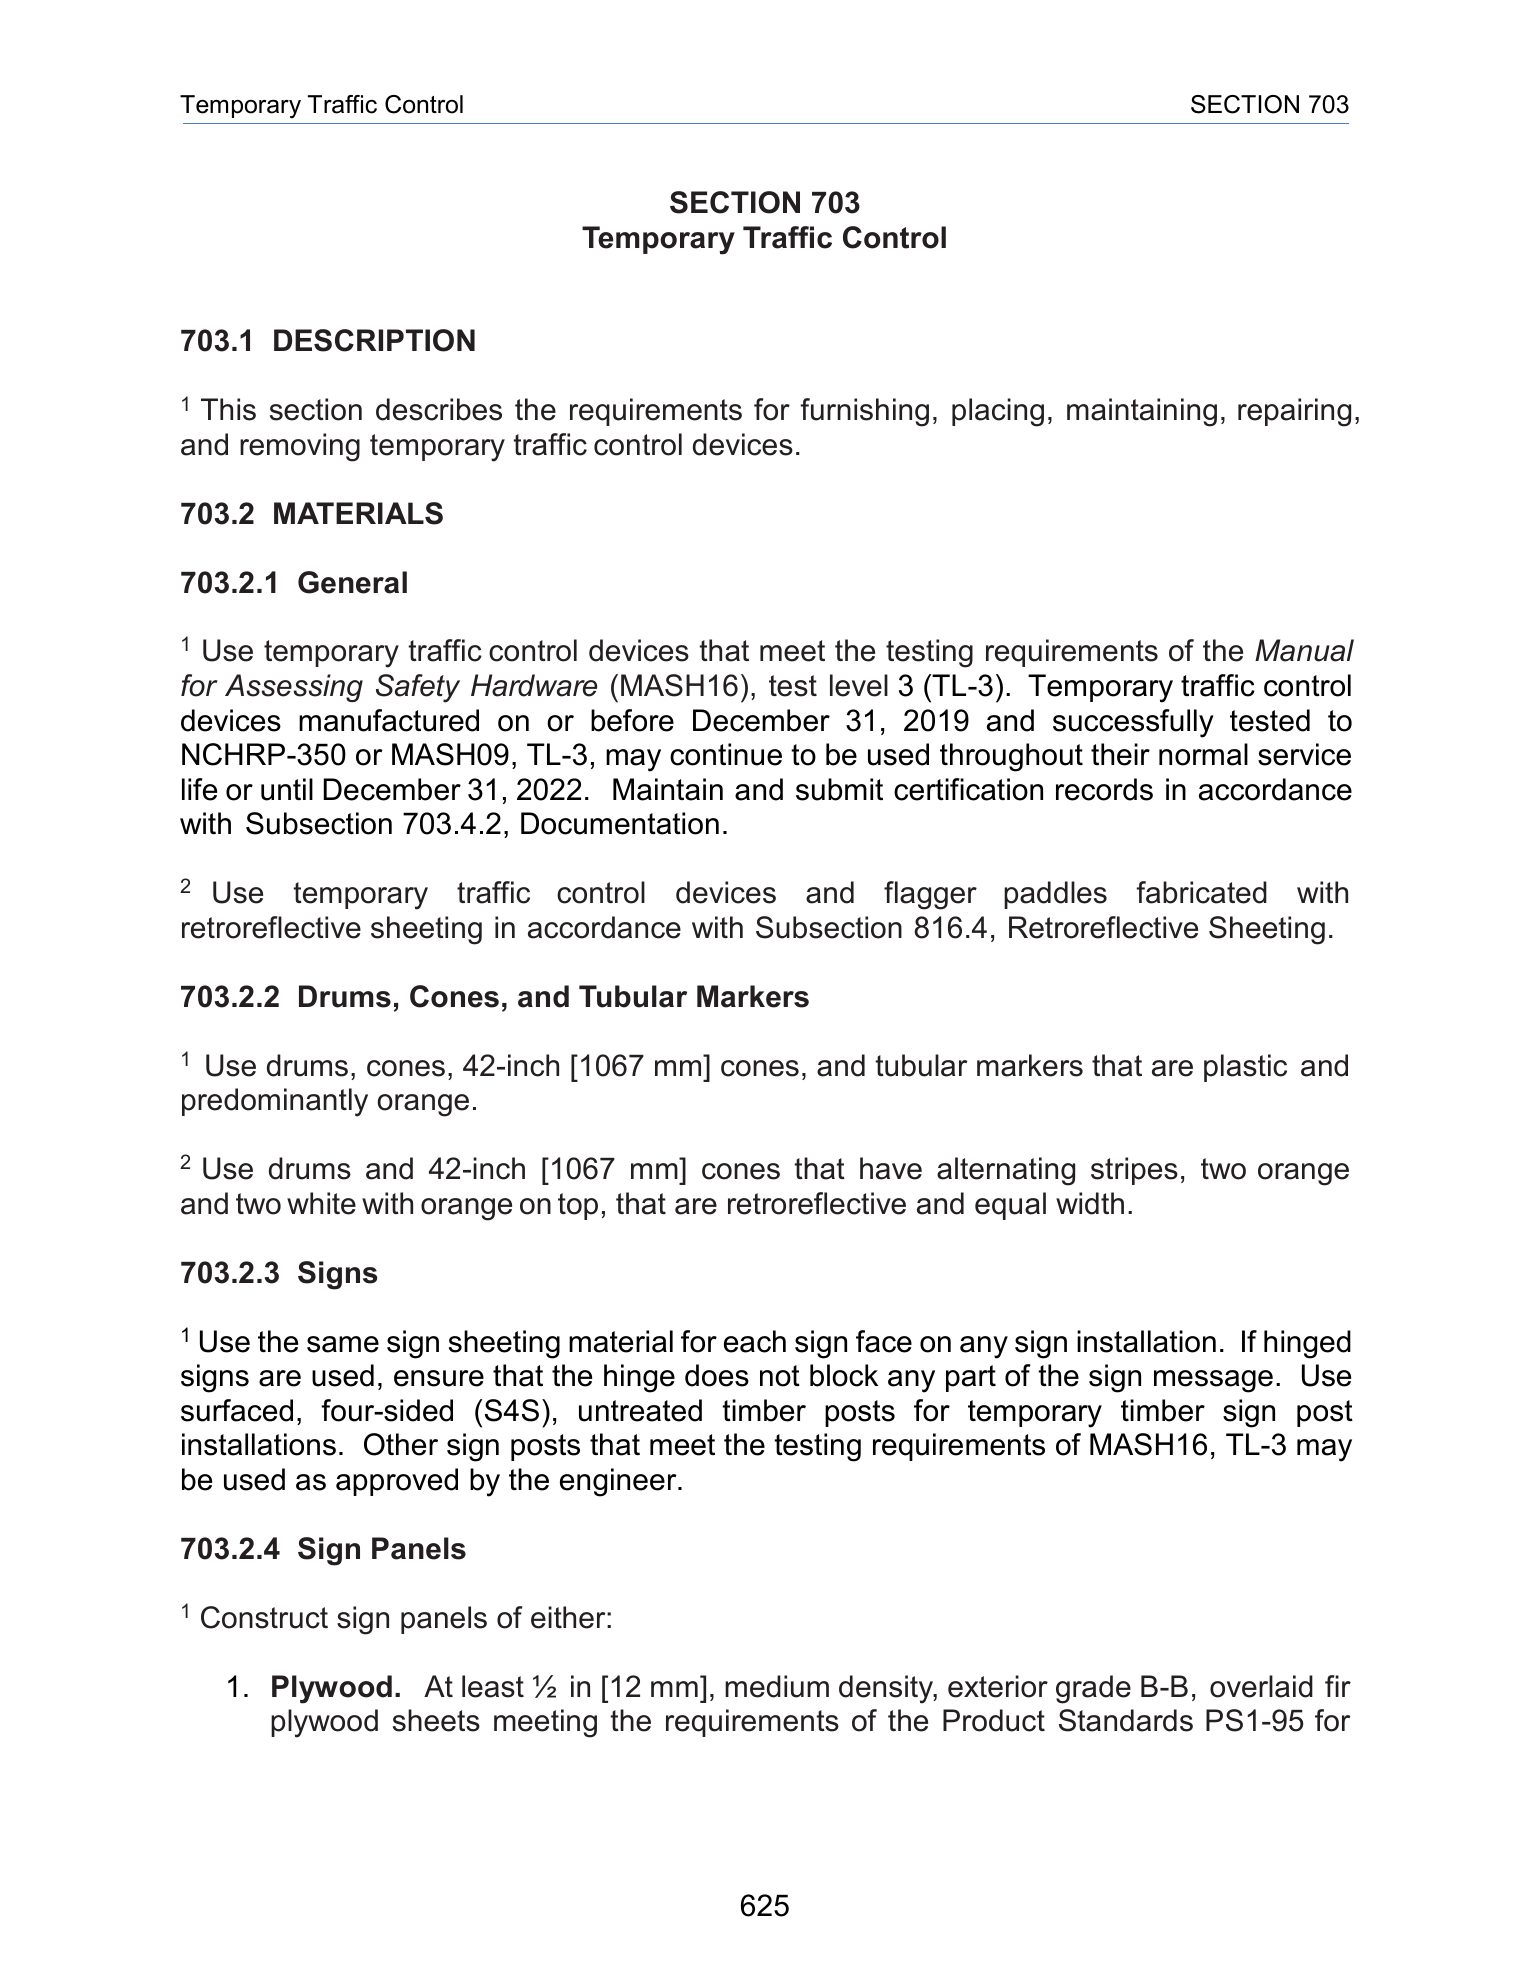 Temporary Traffic Control SECTION 703
SECTION 703
Temporary Traffic Control
703.1 DESCRIPTION
1 This section describes the requirements for furnishing, placing, maintaining, repairing,
and removing temporary traffic control devices.
703.2 MATERIALS
703.2.1 General
1 Use temporary traffic control devices that meet the testing requirements of the Manual
for Assessing Safety Hardware (MASH16), test level 3 (TL-3). Temporary traffic control
devices manufactured on or before December 31, 2019 and successfully tested to
NCHRP-350 or MASH09, TL-3, may continue to be used throughout their normal service
life or until December 31, 2022. Maintain and submit certification records in accordance
with Subsection 703.4.2, Documentation.
2 Use temporary traffic control devices and flagger paddles fabricated with
retroreflective sheeting in accordance with Subsection 816.4, Retroreflective Sheeting.
703.2.2 Drums, Cones, and Tubular Markers
1 Use drums, cones, 42-inch [1067 mm] cones, and tubular markers that are plastic and
predominantly orange.
2 Use drums and 42-inch [1067 mm] cones that have alternating stripes, two orange
and two white with orange on top, that are retroreflective and equal width.
703.2.3 Signs
1 Use the same sign sheeting material for each sign face on any sign installation. If hinged
signs are used, ensure that the hinge does not block any part of the sign message. Use
surfaced, four-sided (S4S), untreated timber posts for temporary timber sign post
installations. Other sign posts that meet the testing requirements of MASH16, TL-3 may
be used as approved by the engineer.
703.2.4 Sign Panels
1 Construct sign panels of either:
1. Plywood. At least ½ in [12 mm], medium density, exterior grade B-B, overlaid fir
plywood sheets meeting the requirements of the Product Standards PS1-95 for
625